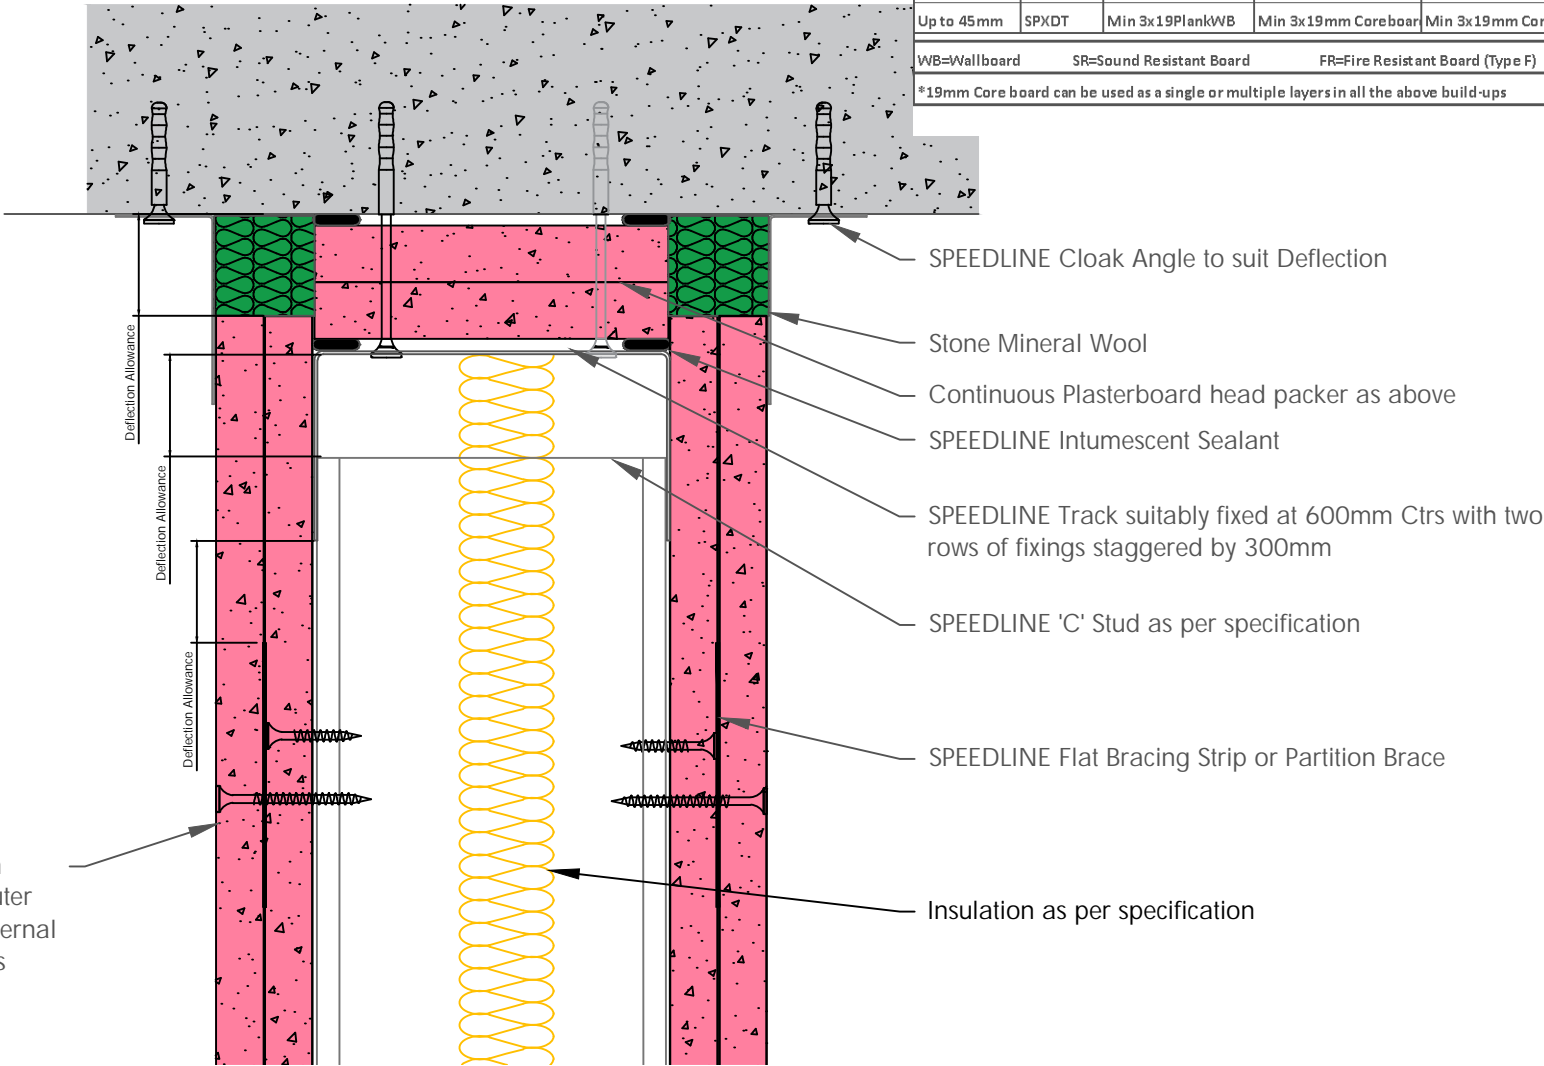 Up to 45mm SPXDT Min 3x19PlankWB Min 3x19mm Coreboar Min 3x19mm Cor
WB=Wallboard SR=Sound Resistant Board FR=Fire Resistant Board (Type F)
*19mm Core board can be used as a single or multiple layers in all the above build-ups
SPEEDLINE Cloak Angle to suit Deflection
Stone Mineral Wool
Continuous Plasterboard head packer as above
SPEEDLINE Intumescent Sealant
SPEEDLINE Track suitably fixed at 600mm Ctrs with two
rows of fixings staggered by 300mm
SPEEDLINE 'C' Stud as per specification
SPEEDLINE Flat Bracing Strip or Partition Brace
Insulation as per specification
Deflection Allowance
Deflection Allowance
Deflection Allowance
ter
ernal
s